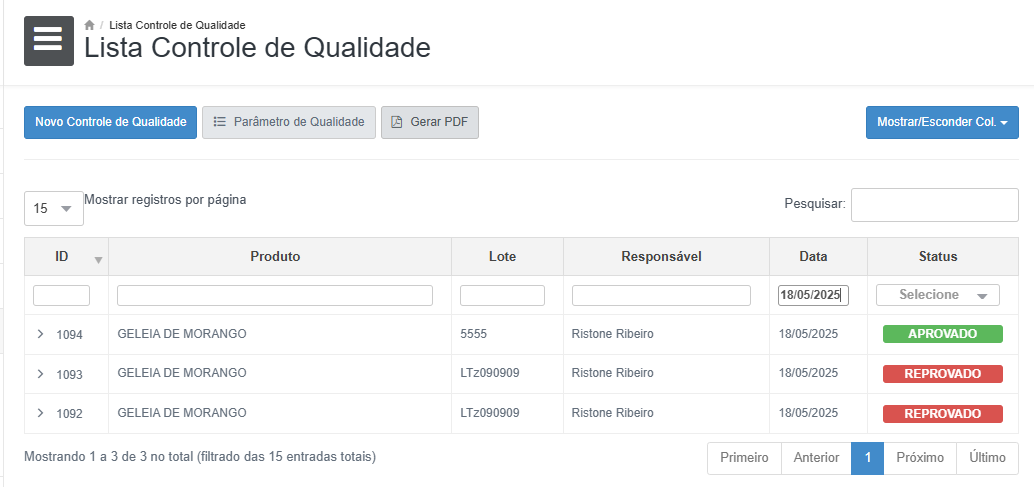 / Lista Controle de Qualidade
Lista Controle de Qualidade
Novo Controle de Qualidade Parâmetro de Qualidade Gerar PDF Mostrar/Esconder Col.
15 Mostrar registros por página Pesquisar:
ID Produto Lote Responsável Data Status
18/05/2025 Selecione
1094 GELEIA DE MORANGO 5555 Ristone Ribeiro 18/05/2025 APROVADO
1093 GELEIA DE MORANGO LTz090909 Ristone Ribeiro 18/05/2025 REPROVADO
1092 GELEIA DE MORANGO LTz090909 Ristone Ribeiro 18/05/2025 REPROVADO
Mostrando 1 a 3 de 3 no total (filtrado das 15 entradas totais) Primeiro Anterior 1 Próximo Último